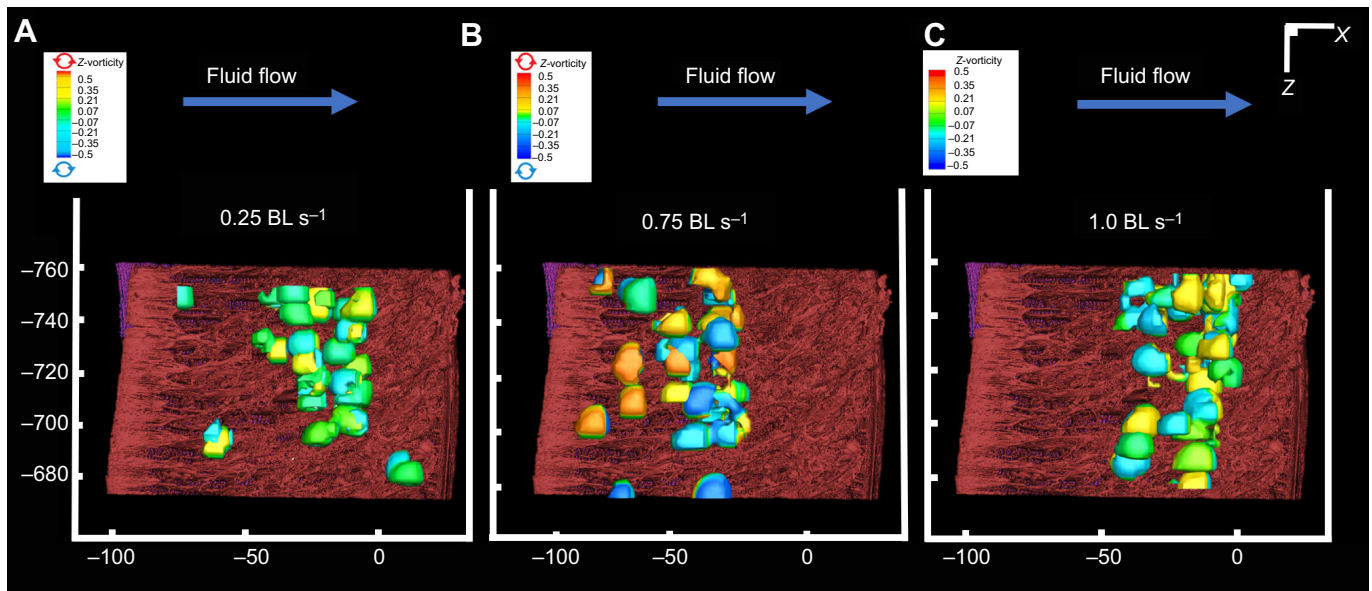 A
Z-vorticity
0.5
0.35
0.21
0.07
–0.07
–0.21
–0.35
–0.5
Fluid flow
0.25 BL s–1
B
Z-vorticity
0.5
0.35
0.21
0.07
–0.07
–0.21
–0.35
–0.5
Fluid flow
0.75 BL s–1
C
Z-vorticity
0.5
0.35
0.21
0.07
–0.07
–0.21
–0.35
–0.5
Fluid flow
1.0 BL s–1
X
Z
–760
–740
–720
–700
–680
–100
–50
0
–100
–50
0
–100
–50
0